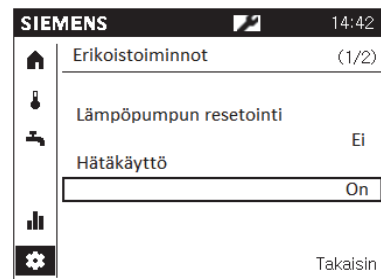 SIEMENS 14:42
Erikoistoiminnot (1/2)
Lämpöpumpun resetointi
Ei
Hätäkäyttö
On
Takaisin